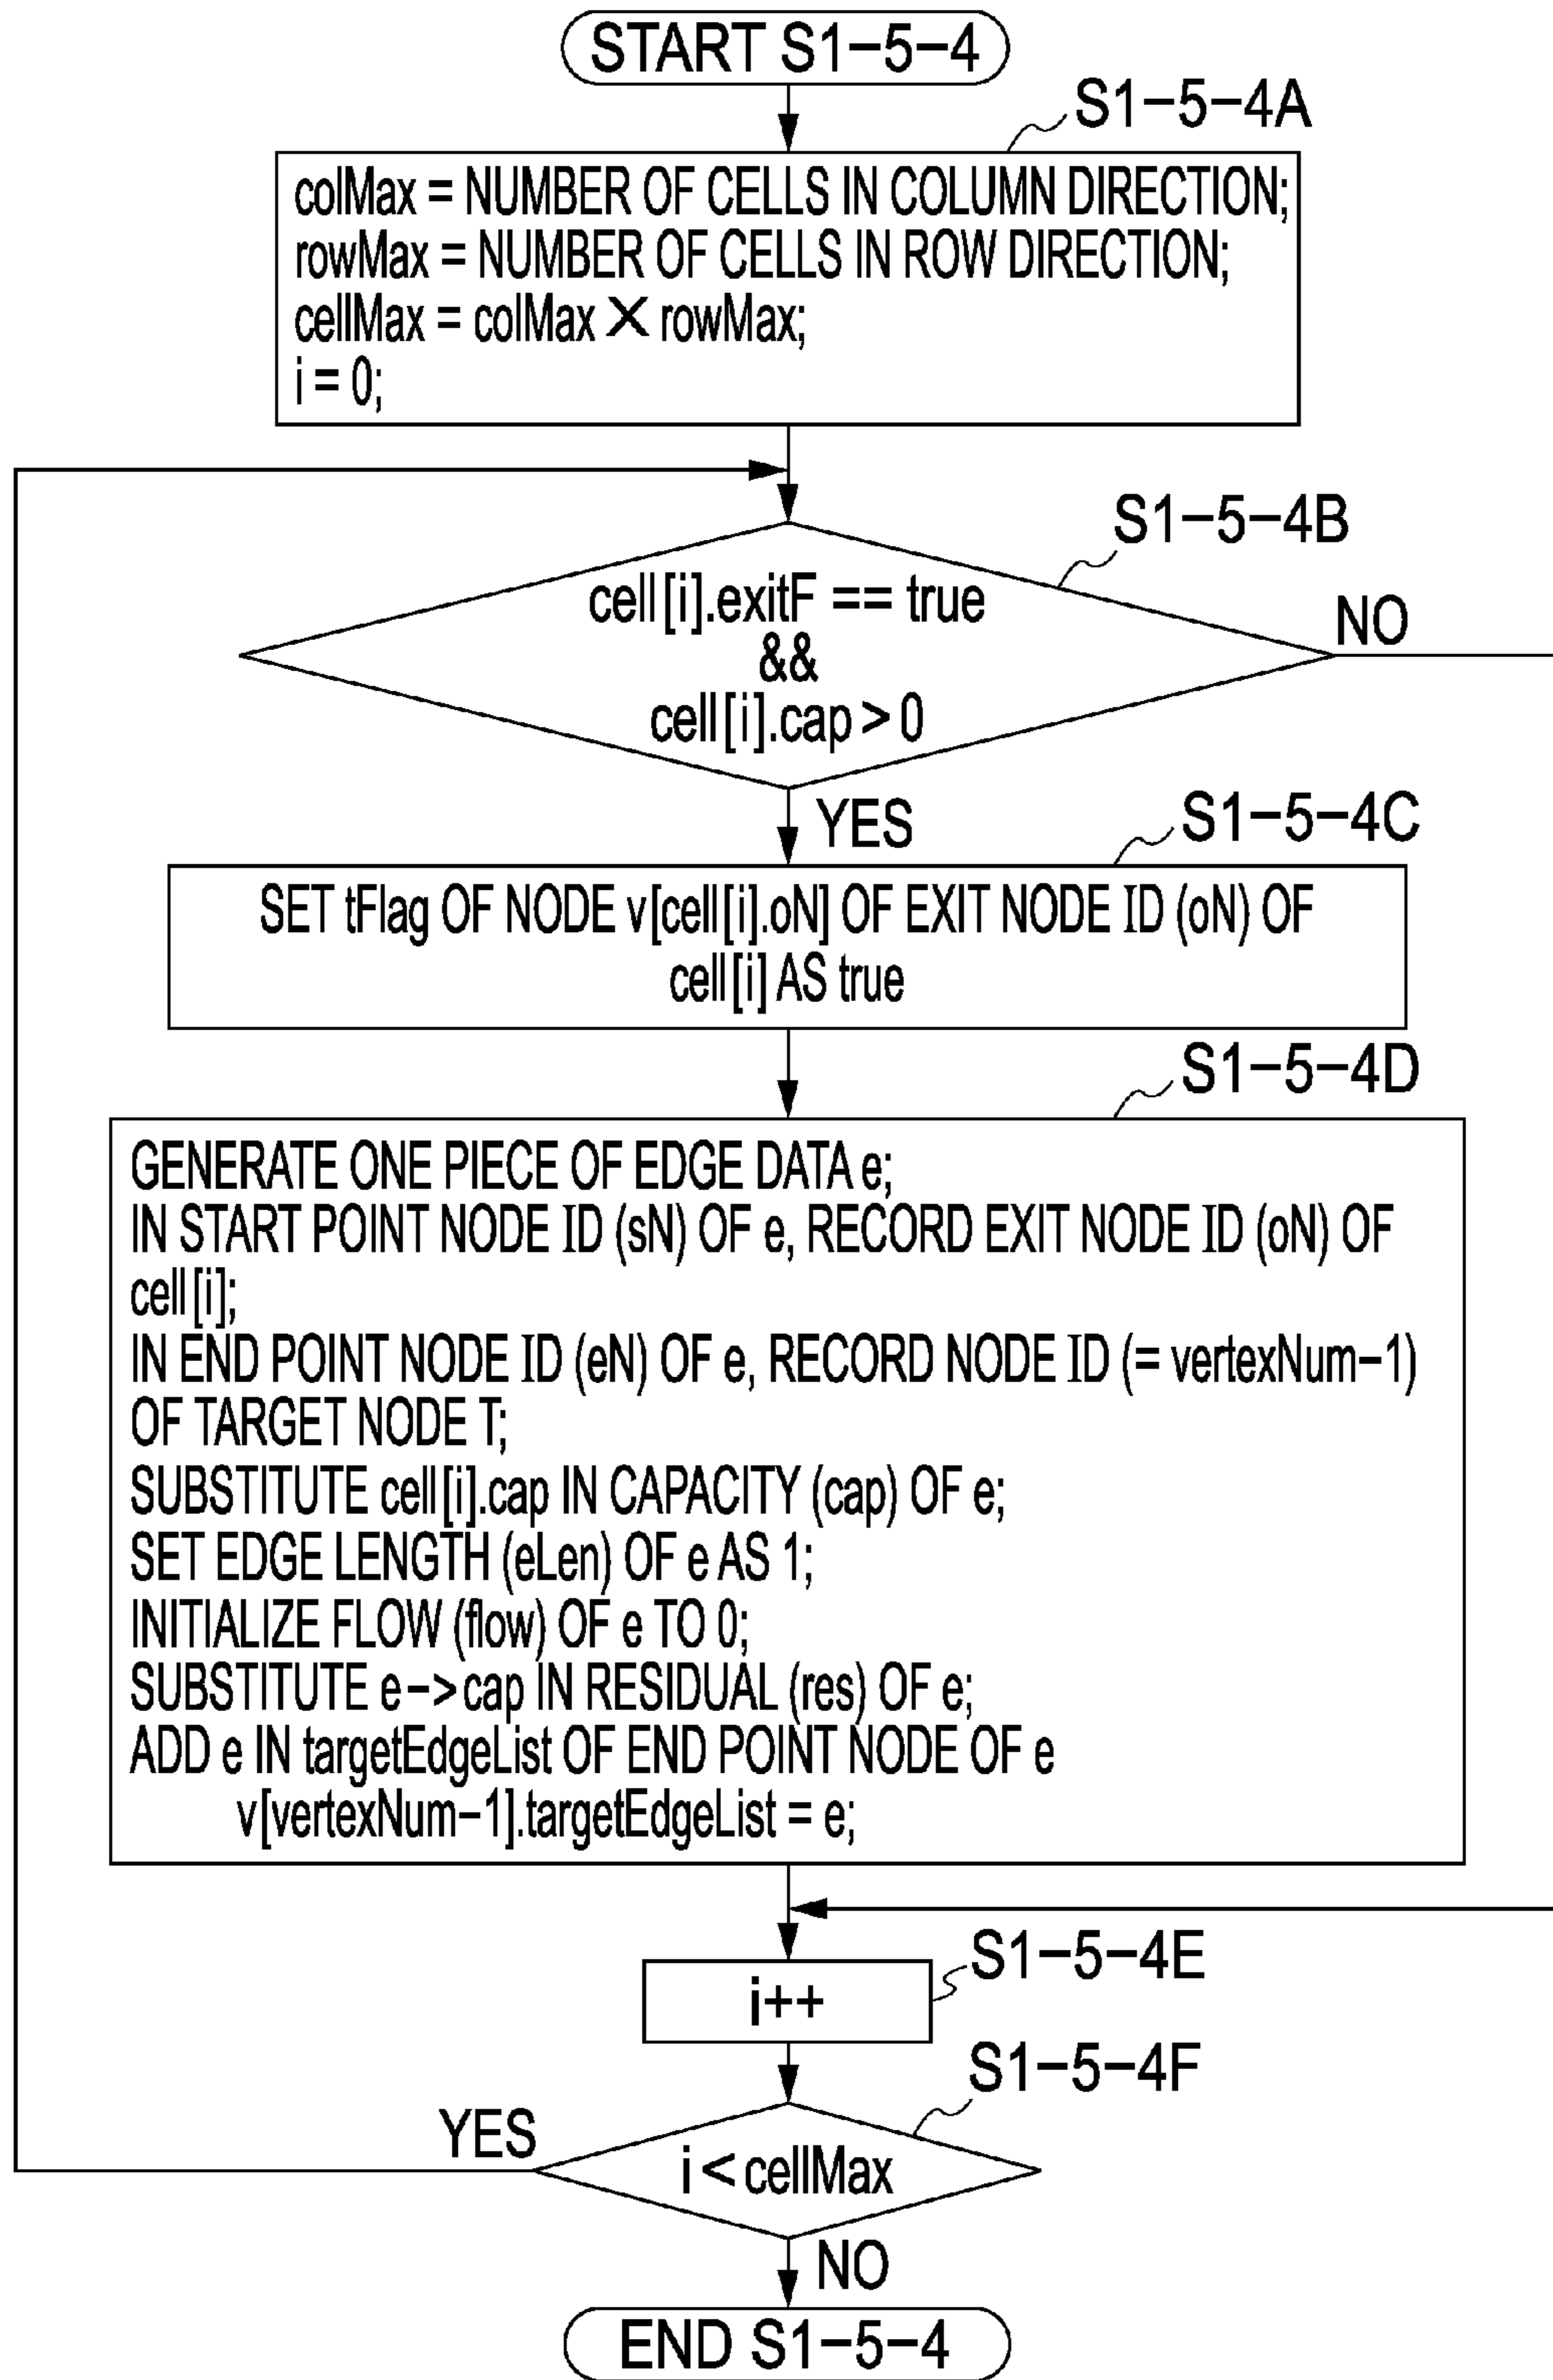 START S1-5-4
S1-5-4A
colMax = NUMBER OF CELLS IN COLUMN DIRECTION;
rowMax = NUMBER OF CELLS IN ROW DIRECTION;
cellMax = colMax X rowMax;
i = 0;
S1-5-4B
cell[i].exitF == true
&&
cell[i].cap > 0
NO
YES
S1-5-4C
SET tFlag OF NODE v[cell[i].oN] OF EXIT NODE ID (oN) OF
cell[i] AS true
S1-5-4D
GENERATE ONE PIECE OF EDGE DATA e;
IN START POINT NODE ID (sN) OF e, RECORD EXIT NODE ID (oN) OF
cell[i];
IN END POINT NODE ID (eN) OF e, RECORD NODE ID (= vertexNum-1)
OF TARGET NODE T;
SUBSTITUTE cell[i].cap IN CAPACITY (cap) OF e;
SET EDGE LENGTH (eLen) OF e AS 1;
INITIALIZE FLOW (flow) OF e TO 0;
SUBSTITUTE e->cap IN RESIDUAL (res) OF e;
ADD e IN targetEdgeList OF END POINT NODE OF e
v[vertexNum-1].targetEdgeList = e;
S1-5-4E
i++
S1-5-4F
YES
i < cellMax
NO
END S1-5-4